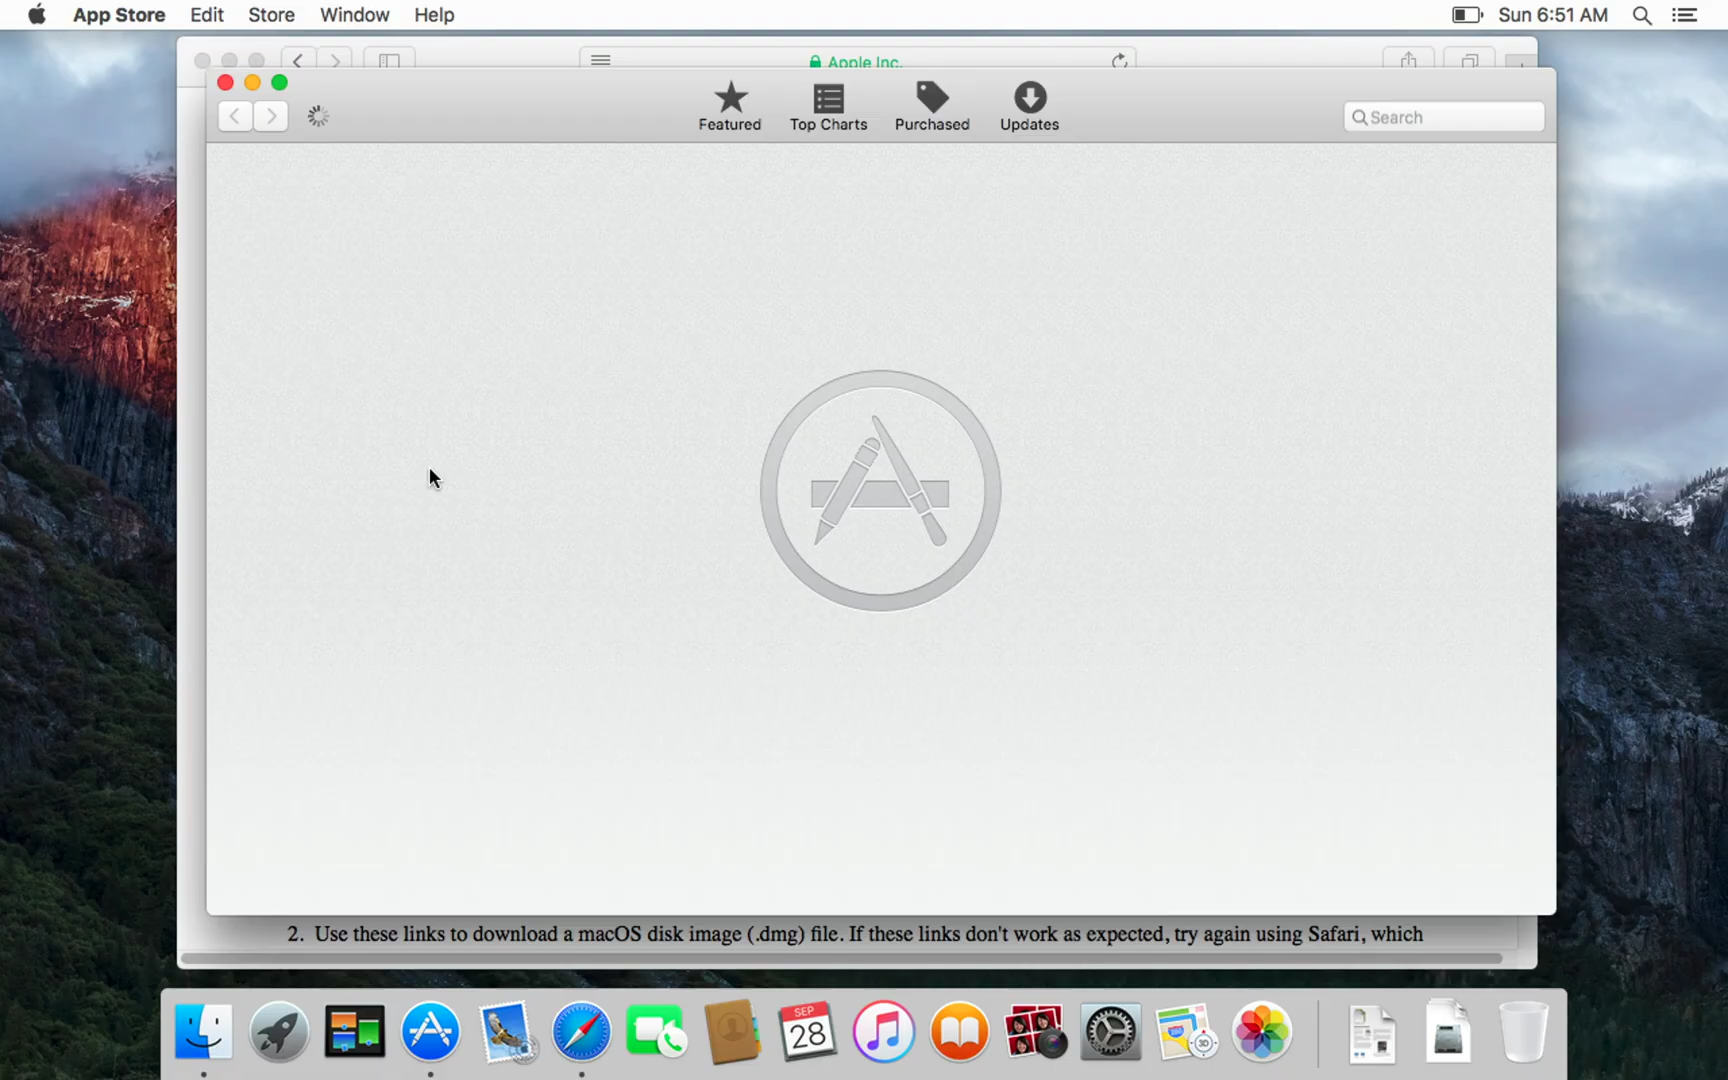 App Store Edit Store Window Help Sun 6:51 AM
Apple Inc.
Featured Top Charts Purchased Updates Search
2. Use these links to download a macOS disk image (.dmg) file. If these links don't work as expected, try again using Safari, which
SEP
28
3D